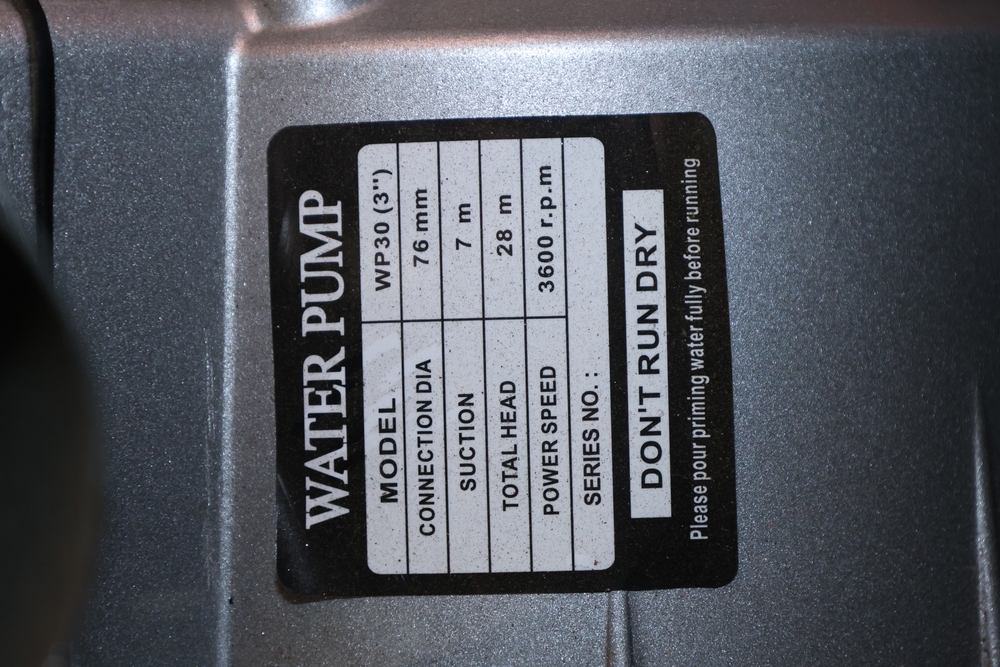 WATER PUMP
MODEL WP30 (3")
CONNECTION DIA 76 mm
SUCTION 7 m
TOTAL HEAD 28 m
POWER SPEED 3600 r.p.m
SERIES NO. :
DON'T RUN DRY
Please pour priming water fully before running